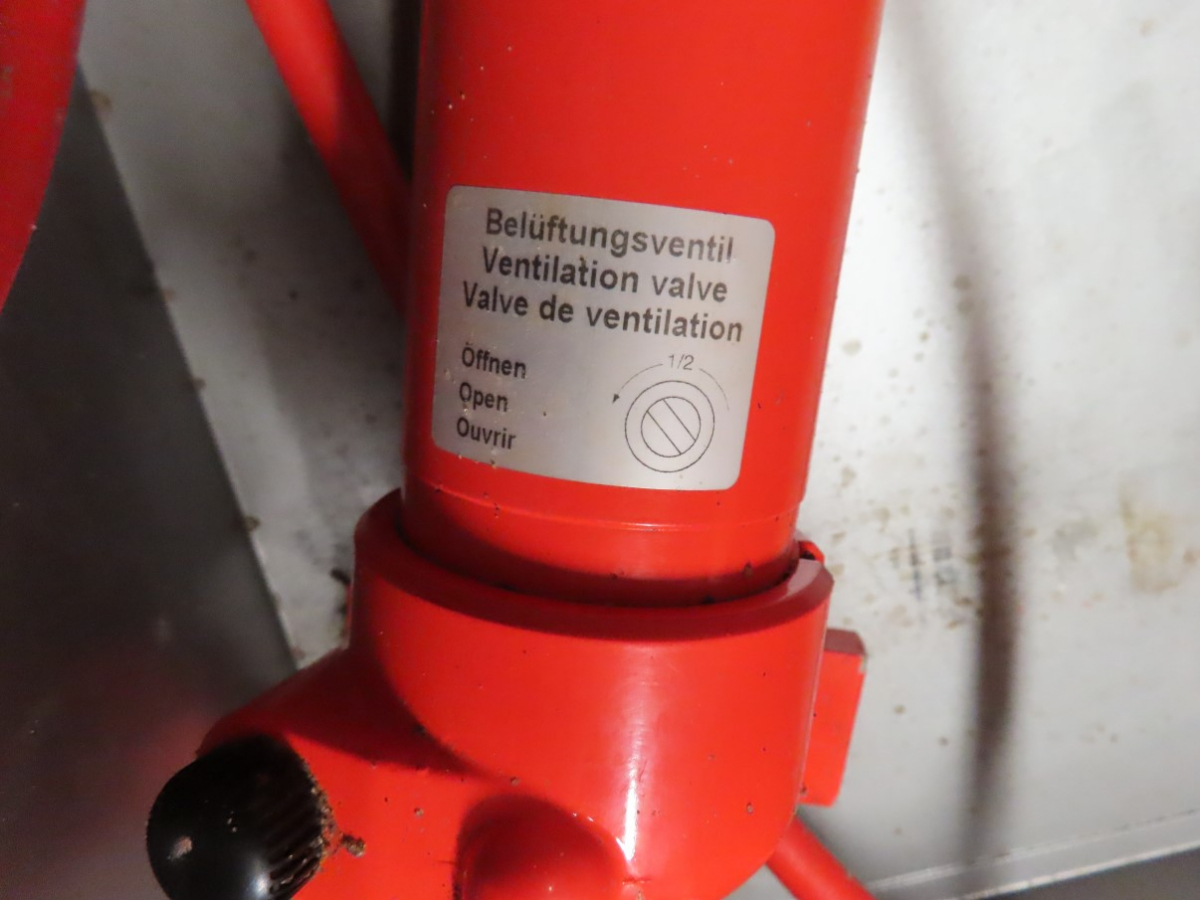 Belüftungsventil
Ventilation valve
Valve de ventilation
Öffnen
Open
Ouvrir
1/2